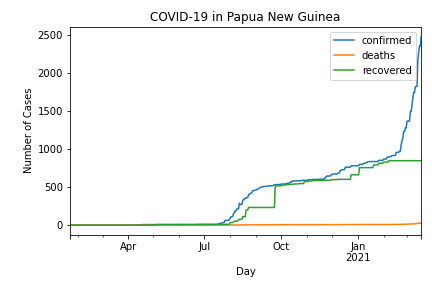 COVID-19 in Papua New Guinea
confirmed
deaths
recovered
Number of Cases
2500
2000
1500
1000
500
0
Apr
Jul
Oct
Jan
2021
Day